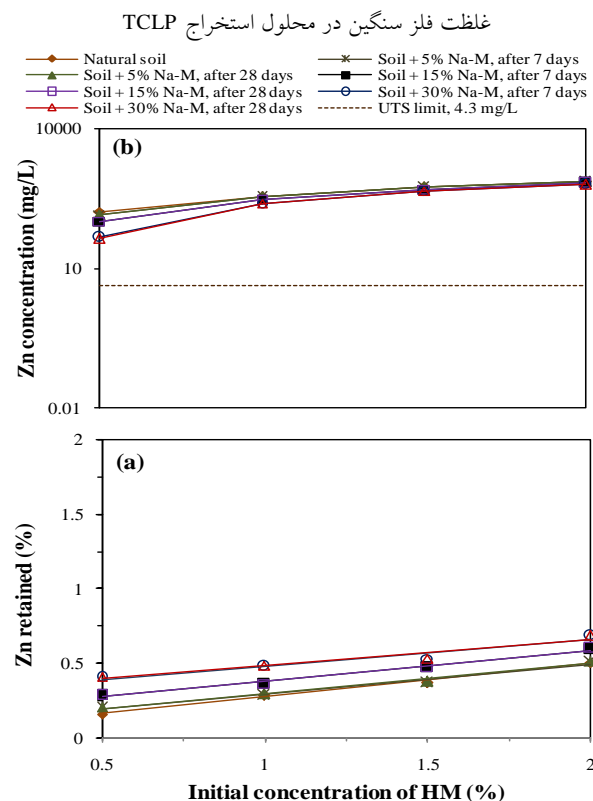 غلظت فلز سنگین در محلول استخراج TCLP
Natural soil
Soil + 5% Na-M, after 7 days
Soil + 5% Na-M, after 28 days
Soil + 15% Na-M, after 7 days
Soil + 15% Na-M, after 28 days
Soil + 30% Na-M, after 7 days
Soil + 30% Na-M, after 28 days
UTS limit, 4.3 mg/L
(b)
Zn concentration (mg/L)
10000
10
0.01
(a)
Zn retained (%)
2
1.5
1
0.5
0
0.5 1 1.5 2
Initial concentration of HM (%)